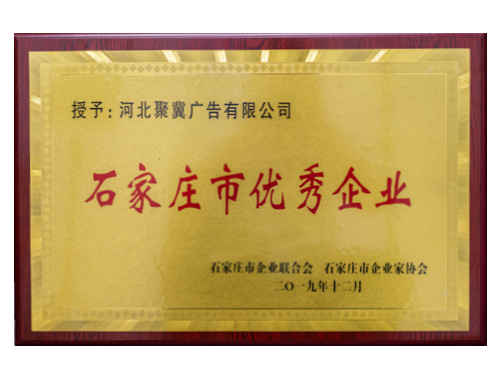 授予：河北聚冀广告有限公司
石家庄市优秀企业
石家庄市企业联合会 石家庄市企业家协会
二〇一九年十二月